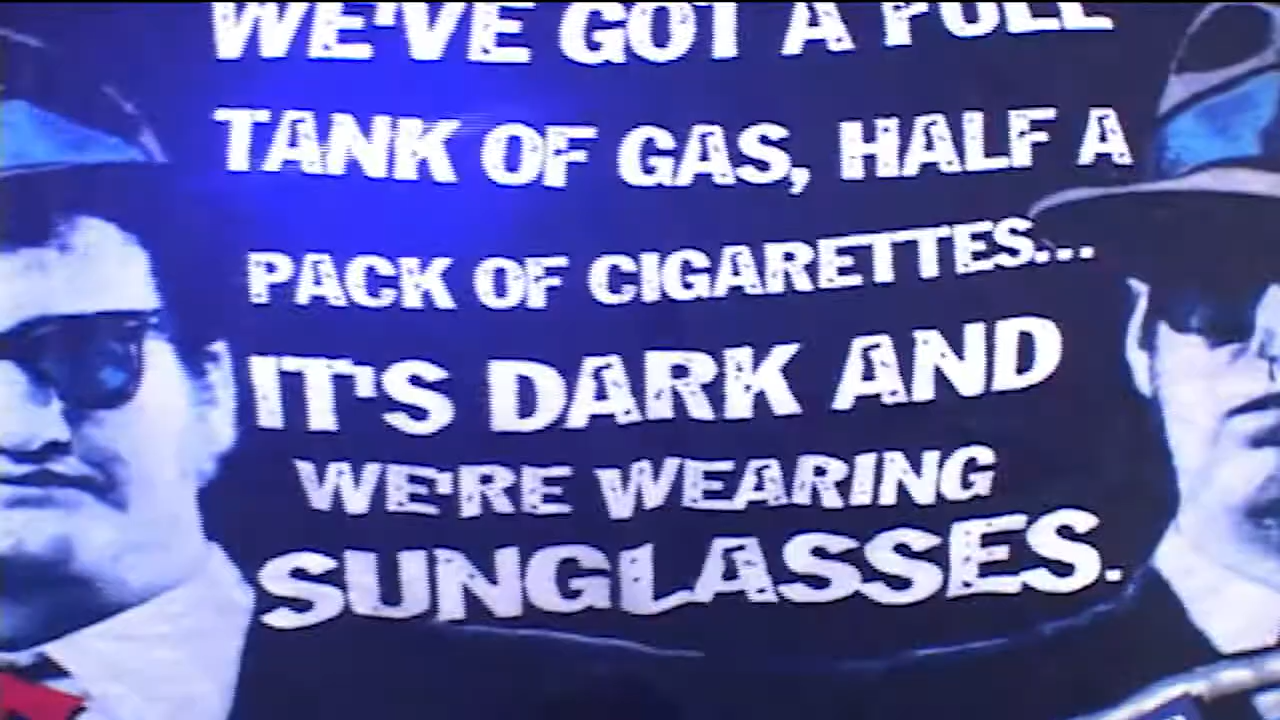 WE'VE GOT A FULL
TANK OF GAS, HALF A
PACK OF CIGARETTES...
IT'S DARK AND
WE'RE WEARING
SUNGLASSES.